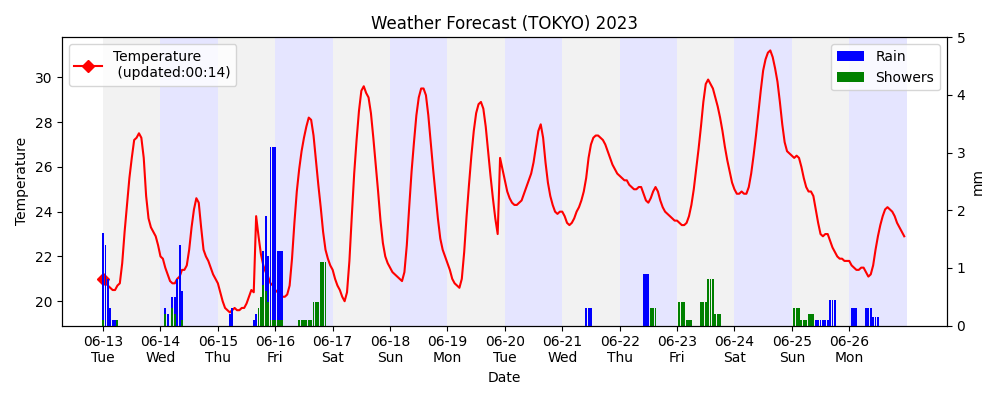 Weather Forecast (TOKYO) 2023
Temperature
(updated:00:14)
Rain
Showers
Temperature
30
28
26
24
22
20
5
4
3
2
1
0
mm
06-13 06-14 06-15 06-16 06-17 06-18 06-19 06-20 06-21 06-22 06-23 06-24 06-25 06-26
Tue Wed Thu Fri Sat Sun Mon Tue Wed Thu Fri Sat Sun Mon
Date